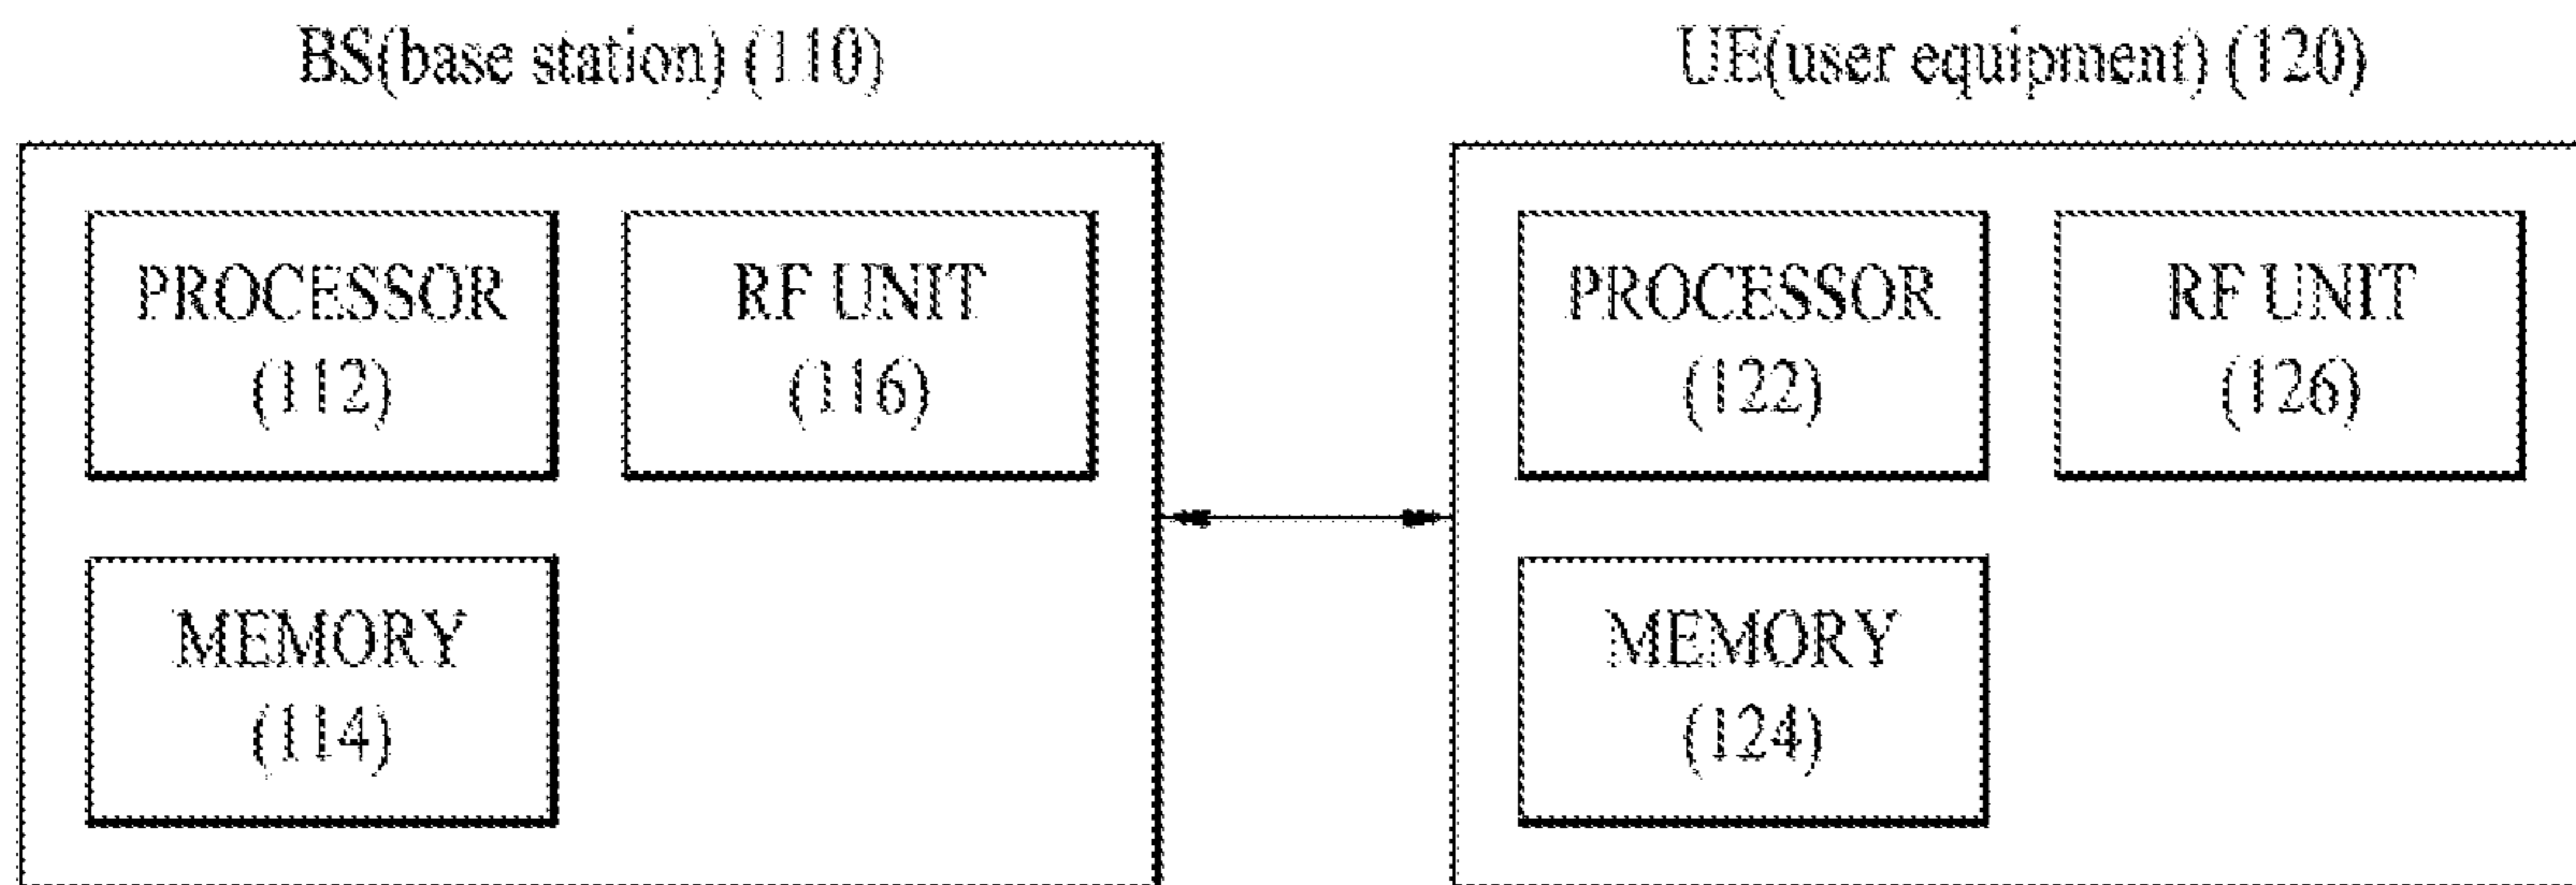 BS(base station) (110)
UE(user equipment) (120)
PROCESSOR
(112)
RF UNIT
(116)
MEMORY
(114)
PROCESSOR
(122)
RF UNIT
(126)
MEMORY
(124)